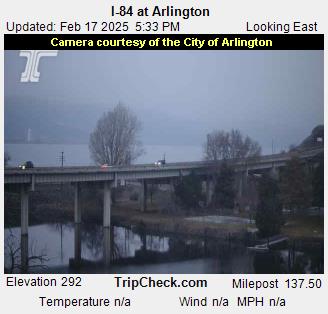 I-84 at Arlington
Updated: Feb 17 2025 5:33 PM Looking East
Camera courtesy of the City of Arlington
Elevation 292 TripCheck.com Milepost 137.50
Temperature n/a Wind n/a MPH n/a